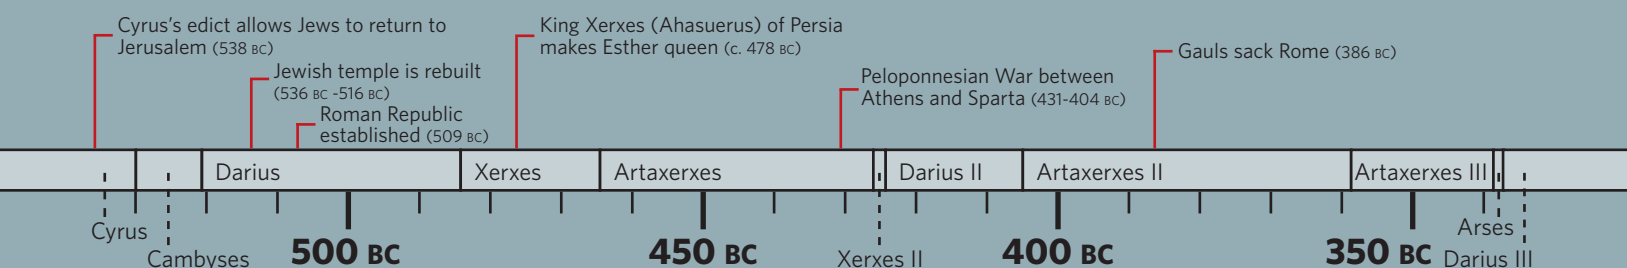 Cyrus's edict allows Jews to return to
Jerusalem (538 BC)
Jewish temple is rebuilt
(536 BC -516 BC)
Roman Republic
established (509 BC)
King Xerxes (Ahasuerus) of Persia
makes Esther queen (c. 478 BC)
Peloponnesian War between
Athens and Sparta (431-404 BC)
Gauls sack Rome (386 BC)
Darius
Xerxes
Artaxerxes
Darius II
Artaxerxes II
Artaxerxes III
Cyrus
Cambyses
500 BC
450 BC
Xerxes II
400 BC
350 BC
Arses
Darius III